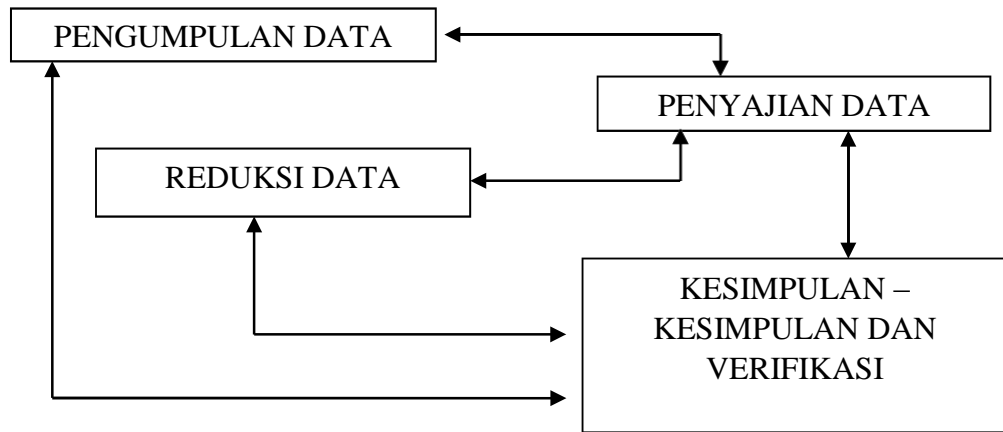 PENGUMPULAN DATA
PENYAJIAN DATA
REDUKSI DATA
KESIMPULAN –
KESIMPULAN DAN
VERIFIKASI